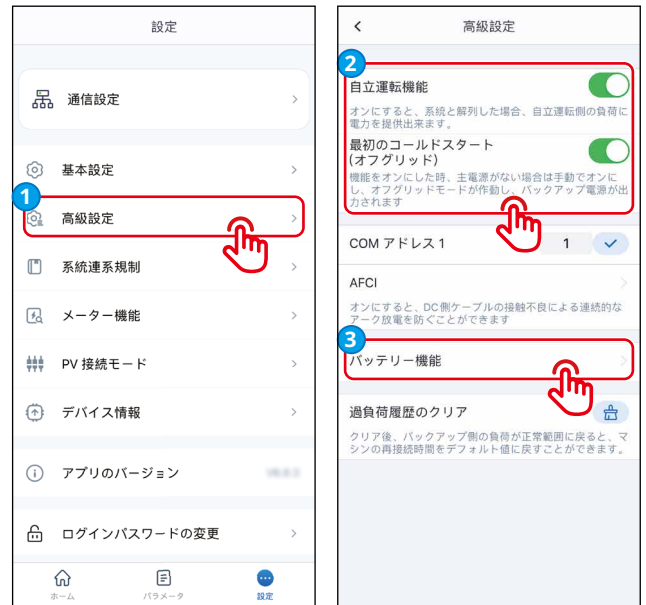 設定
通信設定
基本設定
1
高級設定
系統連系規制
メーター機能
PV 接続モード
デバイス情報
アプリのバージョン
ログインパスワードの変更
ホーム
パラメータ
設定
高級設定
2
自立運転機能
オンにすると、系統と解列した場合、自立運転側の負荷に
電力を提供出来ます。
最初のコールドスタート
(オフグリッド)
機能をオンにした時、主電源がない場合は手動でオンに
し、オフグリッドモードが作動し、バックアップ電源が出
力されます
COM アドレス 1
1
AFCI
オンにすると、DC側ケーブルの接触不良による連続的な
アーク放電を防ぐことができます
3
バッテリー機能
過負荷履歴のクリア
クリア後、バックアップ側の負荷が正常範囲に戻ると、マ
シンの再接続時間をデフォルト値に戻すことができます。